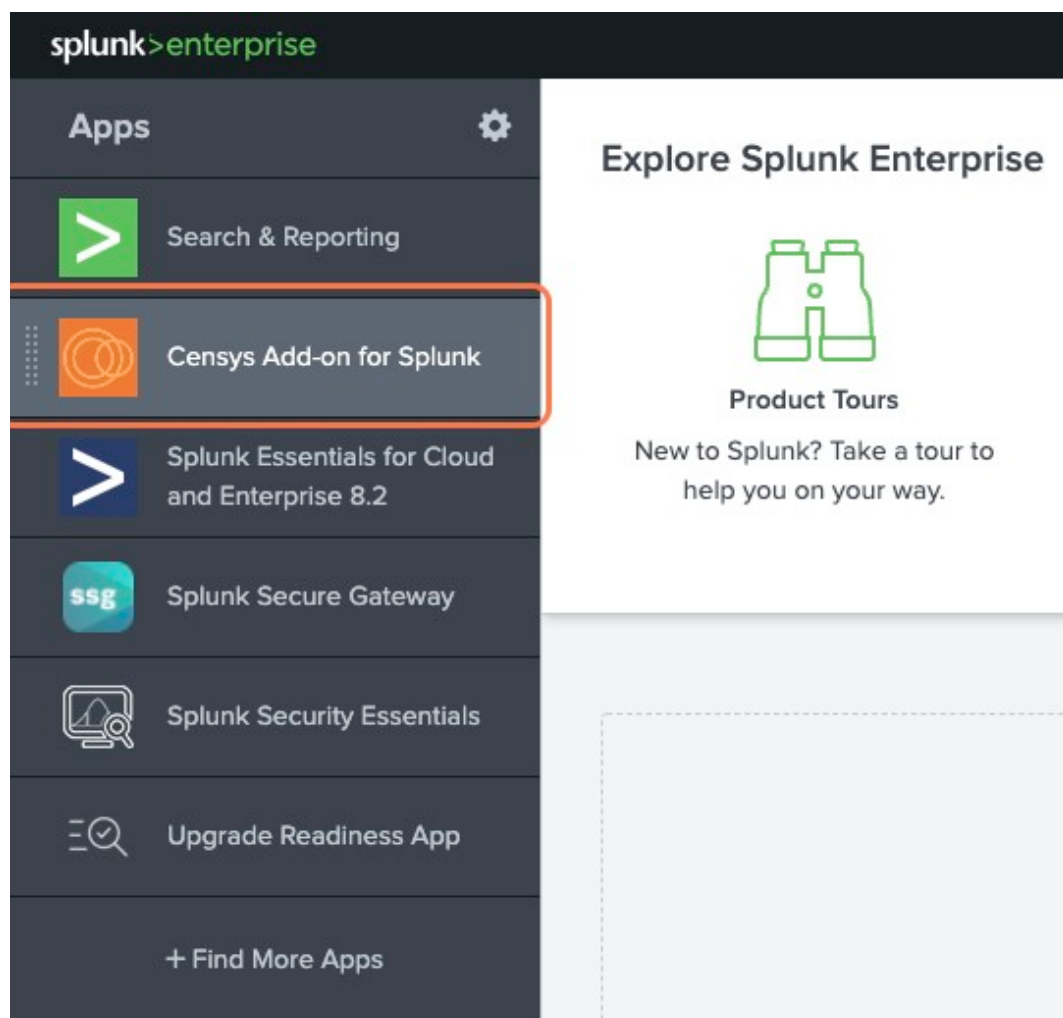 splunk>enterprise
Apps
Explore Splunk Enterprise
Search & Reporting
Censys Add-on for Splunk
Product Tours
New to Splunk? Take a tour to
help you on your way.
Splunk Essentials for Cloud
and Enterprise 8.2
ssg
Splunk Secure Gateway
Splunk Security Essentials
Upgrade Readiness App
+ Find More Apps